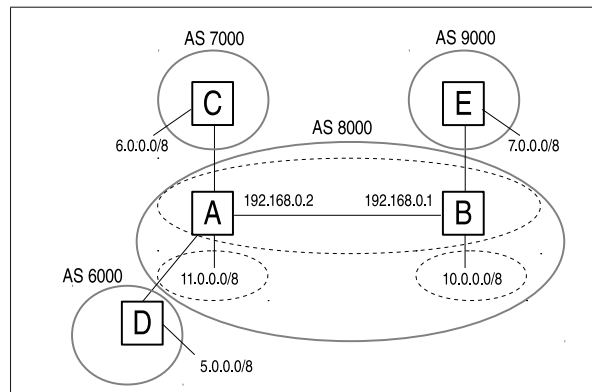 AS 7000
AS 9000
C
E
6.0.0.0/8
AS 8000
7.0.0.0/8
A
192.168.0.2
192.168.0.1
B
11.0.0.0/8
10.0.0.0/8
AS 6000
D
5.0.0.0/8